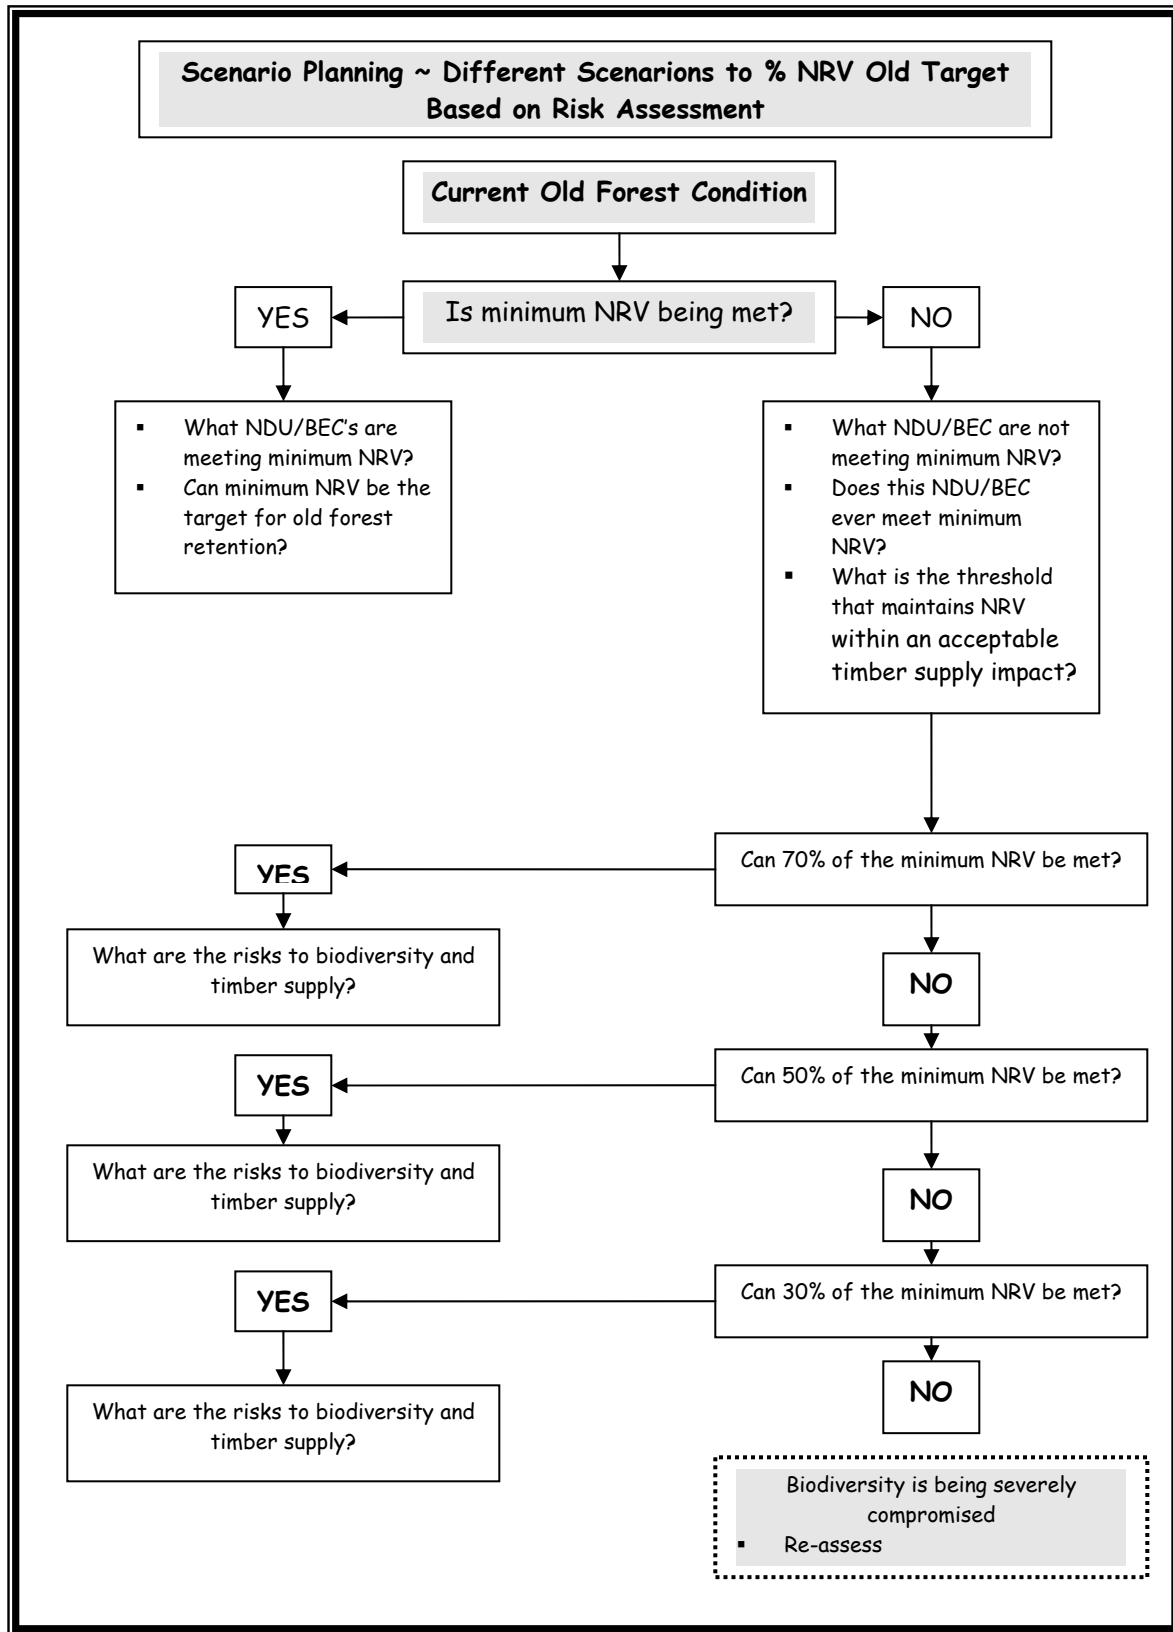 Scenario Planning ~ Different Scenarions to % NRV Old Target
Based on Risk Assessment
Current Old Forest Condition
Is minimum NRV being met?
YES
NO
▪ What NDU/BEC's are
meeting minimum NRV?
▪ Can minimum NRV be the
target for old forest
retention?
▪ What NDU/BEC are not
meeting minimum NRV?
▪ Does this NDU/BEC
ever meet minimum
NRV?
▪ What is the threshold
that maintains NRV
within an acceptable
timber supply impact?
Can 70% of the minimum NRV be met?
YES
What are the risks to biodiversity and
timber supply?
NO
Can 50% of the minimum NRV be met?
YES
What are the risks to biodiversity and
timber supply?
NO
Can 30% of the minimum NRV be met?
YES
What are the risks to biodiversity and
timber supply?
NO
Biodiversity is being severely
compromised
▪ Re-assess